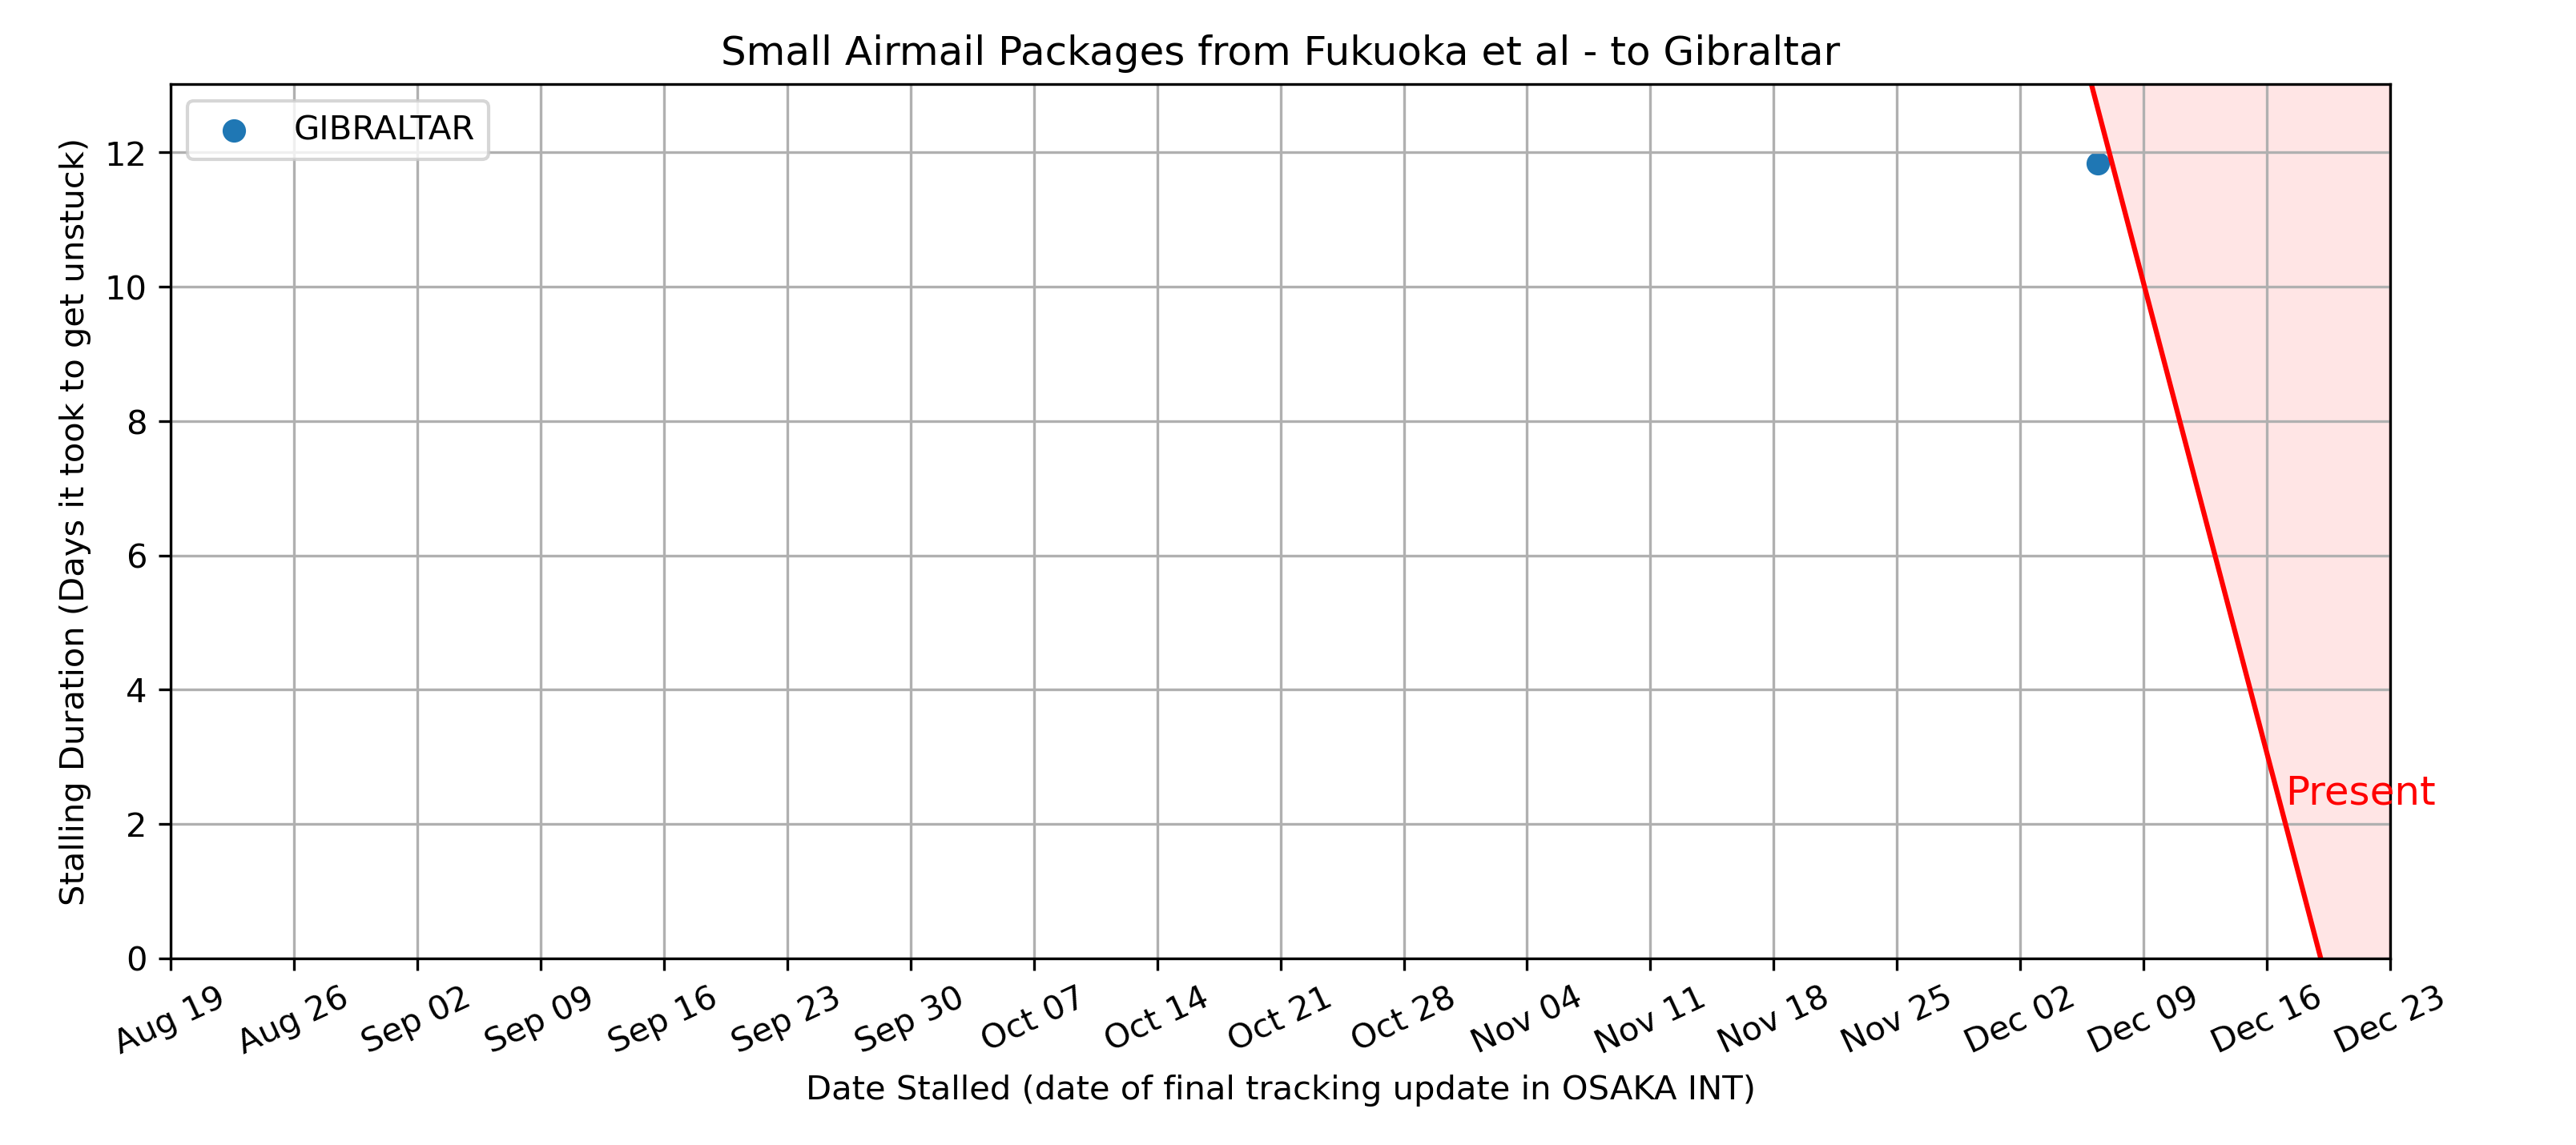 Small Airmail Packages from Fukuoka et al - to Gibraltar
GIBRALTAR
Stalling Duration (Days it took to get unstuck)
12
10
8
6
4
2
0
Present
Aug 19 Aug 26 Sep 02 Sep 09 Sep 16 Sep 23 Sep 30 Oct 07 Oct 14 Oct 21 Oct 28 Nov 04 Nov 11 Nov 18 Nov 25 Dec 02 Dec 09 Dec 16 Dec 23
Date Stalled (date of final tracking update in OSAKA INT)